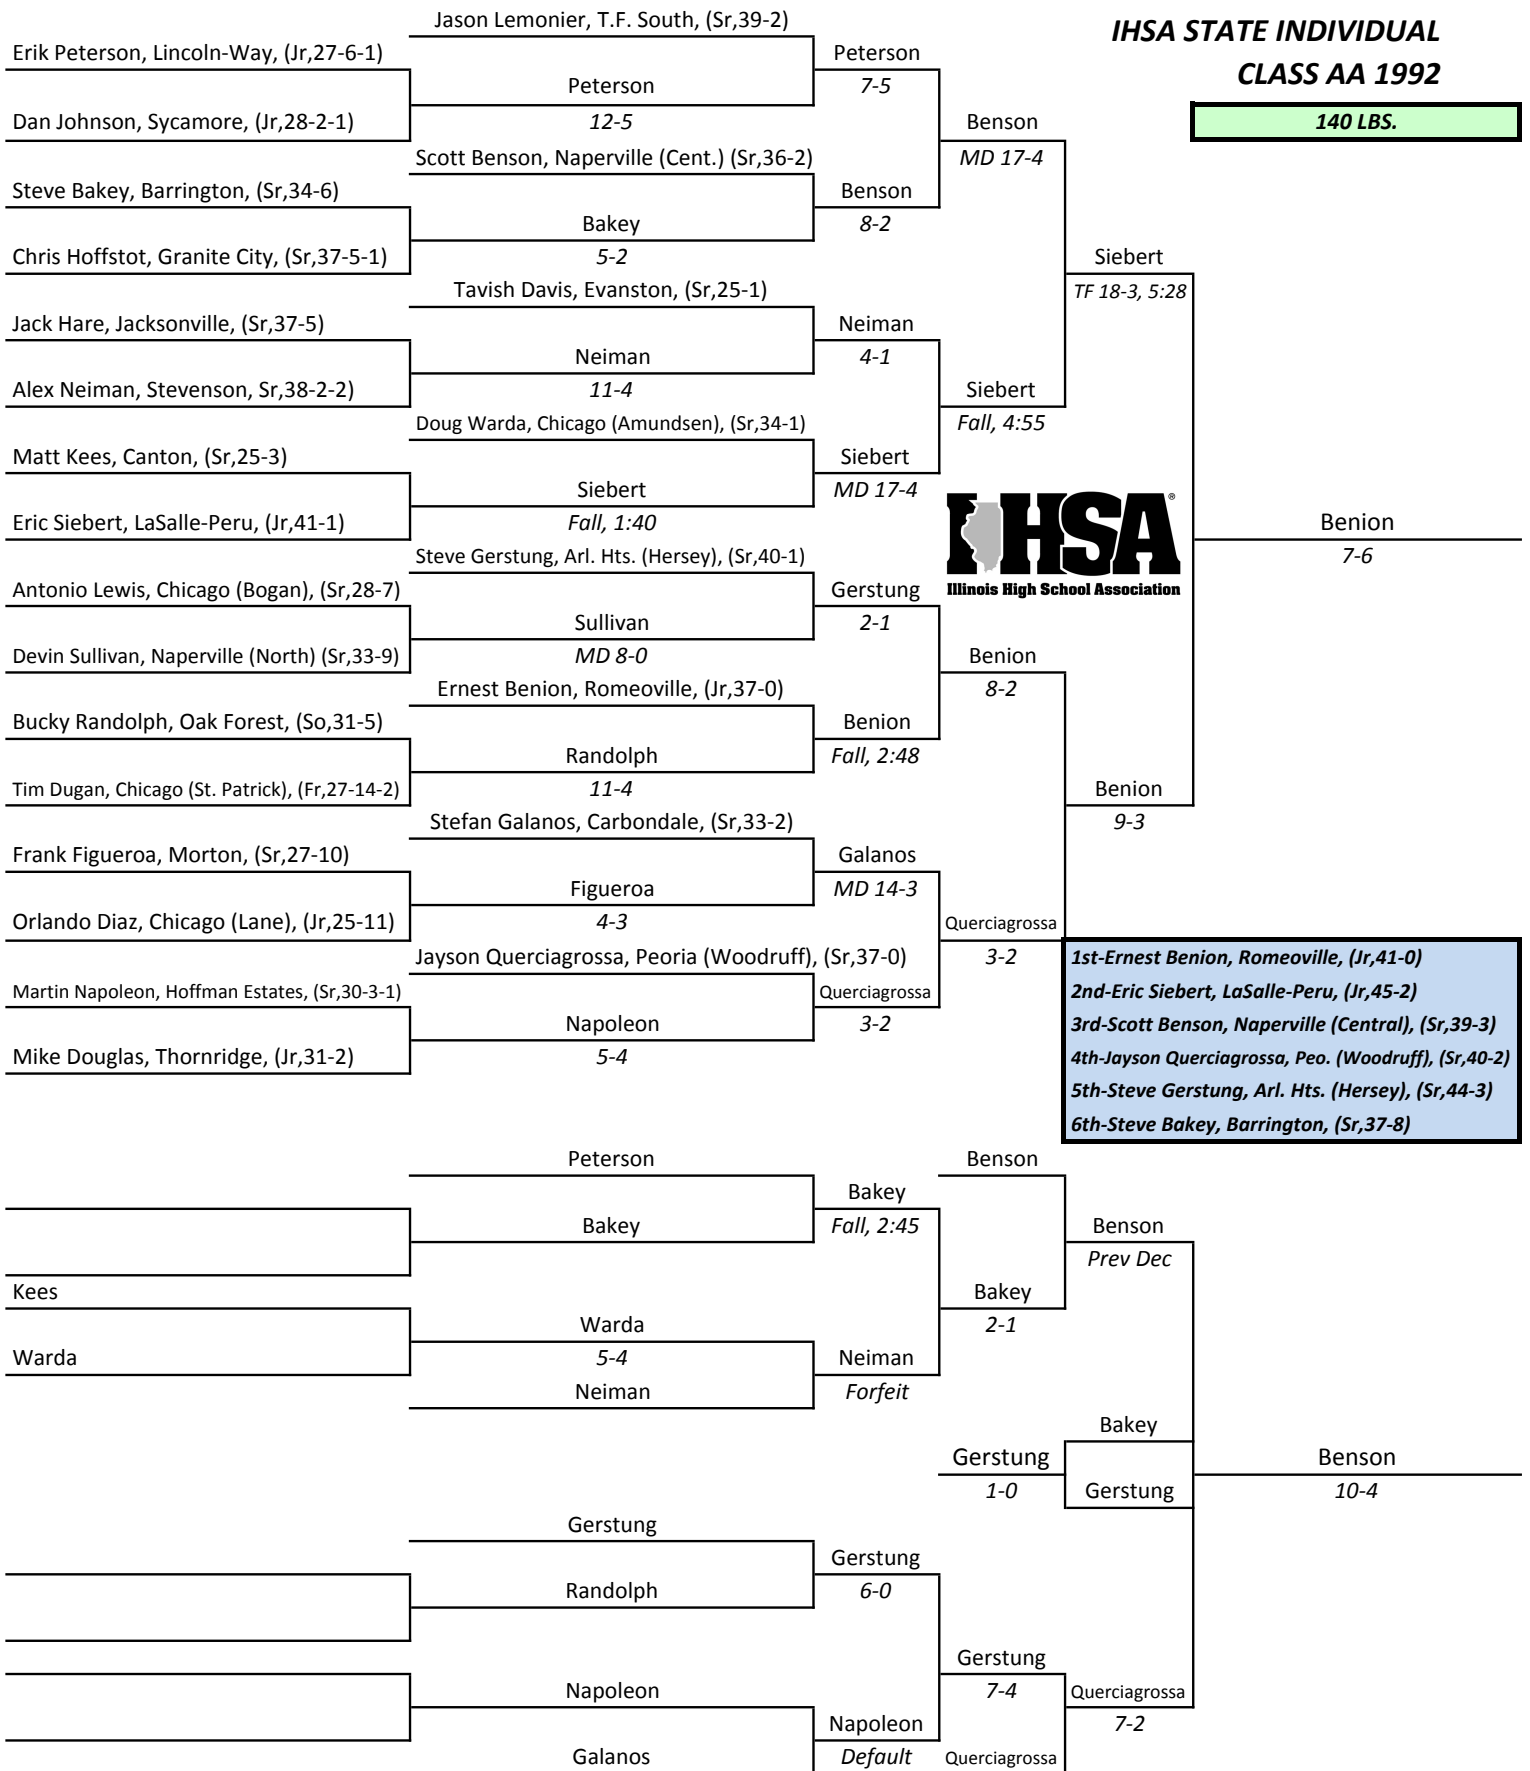 Jason Lemonier, T.F. South, (Sr,39-2)
IHSA STATE INDIVIDUAL
CLASS AA 1992
140 LBS.
Erik Peterson, Lincoln-Way, (Jr,27-6-1)
Peterson
7-5
Peterson
12-5
Dan Johnson, Sycamore, (Jr,28-2-1)
Benson
MD 17-4
Scott Benson, Naperville (Cent.) (Sr,36-2)
Steve Bakey, Barrington, (Sr,34-6)
Benson
8-2
Bakey
5-2
Chris Hoffstot, Granite City, (Sr,37-5-1)
Siebert
TF 18-3, 5:28
Tavish Davis, Evanston, (Sr,25-1)
Jack Hare, Jacksonville, (Sr,37-5)
Neiman
4-1
Neiman
11-4
Alex Neiman, Stevenson, Sr,38-2-2)
Siebert
Fall, 4:55
Doug Warda, Chicago (Amundsen), (Sr,34-1)
Matt Kees, Canton, (Sr,25-3)
Siebert
MD 17-4
Siebert
Fall, 1:40
Eric Siebert, LaSalle-Peru, (Jr,41-1)
IHSA®
Illinois High School Association
Benion
7-6
Steve Gerstung, Arl. Hts. (Hersey), (Sr,40-1)
Antonio Lewis, Chicago (Bogan), (Sr,28-7)
Gerstung
2-1
Sullivan
MD 8-0
Devin Sullivan, Naperville (North) (Sr,33-9)
Benion
8-2
Ernest Benion, Romeoville, (Jr,37-0)
Bucky Randolph, Oak Forest, (So,31-5)
Benion
Fall, 2:48
Randolph
11-4
Tim Dugan, Chicago (St. Patrick), (Fr,27-14-2)
Benion
9-3
Stefan Galanos, Carbondale, (Sr,33-2)
Frank Figueroa, Morton, (Sr,27-10)
Galanos
MD 14-3
Figueroa
4-3
Orlando Diaz, Chicago (Lane), (Jr,25-11)
Querciagrossa
3-2
Jayson Querciagrossa, Peoria (Woodruff), (Sr,37-0)
Martin Napoleon, Hoffman Estates, (Sr,30-3-1)
Querciagrossa
3-2
Napoleon
5-4
Mike Douglas, Thornridge, (Jr,31-2)
1st-Ernest Benion, Romeoville, (Jr,41-0)
2nd-Eric Siebert, LaSalle-Peru, (Jr,45-2)
3rd-Scott Benson, Naperville (Central), (Sr,39-3)
4th-Jayson Querciagrossa, Peo. (Woodruff), (Sr,40-2)
5th-Steve Gerstung, Arl. Hts. (Hersey), (Sr,44-3)
6th-Steve Bakey, Barrington, (Sr,37-8)
Peterson
Benson
Bakey
Fall, 2:45
Bakey
Benson
Prev Dec
Kees
Bakey
2-1
Warda
5-4
Warda
Neiman
Forfeit
Neiman
Bakey
Gerstung
1-0
Gerstung
Benson
10-4
Gerstung
Gerstung
6-0
Randolph
Gerstung
7-4
Napoleon
Querciagrossa
7-2
Napoleon
Default
Galanos
Querciagrossa